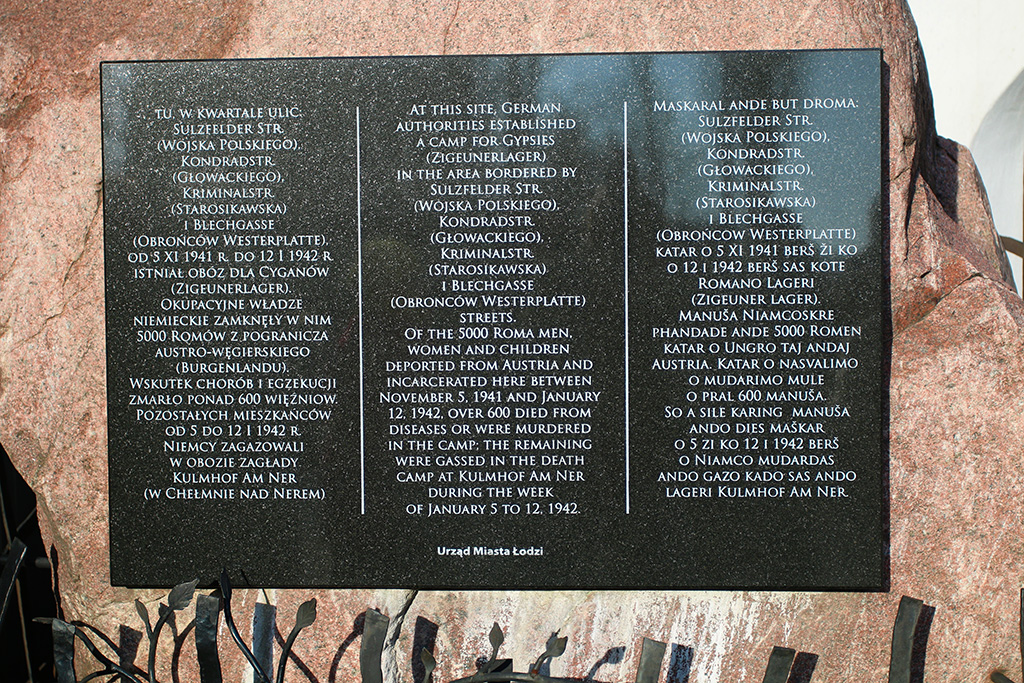 Tu, w kwartale ulic:
Sulzfelder Str.
(Wojska Polskiego),
Kondradstr.
(Głowackiego),
Kriminalstr.
(Starosikawska)
i Blechgasse
(Obrońców Westerplatte),
od 5 XI 1941 r. do 12 I 1942 r.
istniał obóz dla Cyganów
(Zigeunerlager).
Okupacyjne władze
niemieckie zamknęły w nim
5000 Romów z pogranicza
austro-węgierskiego
(Burgenlandu).
Wskutek chorób i egzekucji
zmarło ponad 600 więźniow.
Pozostałych mieszkańców
od 5 do 12 I 1942 r.
Niemcy zagazowali
w obozie zagłady
Kulmhof Am Ner
(w Chełmnie nad Nerem)
At this site, German
authorities established
a camp for Gypsies
(Zigeunerlager)
in the area bordered by
Sulzfelder Str.
(Wojska Polskiego),
Kondradstr.
(Głowackiego),
Kriminalstr.
(Starosikawska)
i Blechgasse
(Obronców Westerplatte)
streets.
Of the 5000 Roma men,
women and children
deported from Austria and
incarcerated here between
November 5, 1941 and January
12, 1942, over 600 died from
diseases or were murdered
in the camp; the remaining
were gassed in the death
camp at Kulmhof Am Ner
during the week
of January 5 to 12, 1942.
Maskaral ande but droma:
Sulzfelder Str.
(Wojska Polskiego),
Kondradstr.
(Głowackiego),
Kriminalstr.
(Starosikawska)
i Blechgasse
(Obrońców Westerplatte)
katar o 5 XI 1941 berš ži ko
o 12 I 1942 berš sas kote
Romano Lageri
(Zigeuner lager).
Manuša Niamcoskre
phandade ande 5000 Romen
katar o Ungro taj andaj
Austria. Katar o nasvalimo
o mudarimo mule
o pral 600 manuša.
So a sile karing manuša
ando dies maškar
o 5 zi ko 12 I 1942 berš
o Niamco mudardas
ando gazo kado sas ando
lageri Kulmhof Am Ner.
Urząd Miasta Łodzi